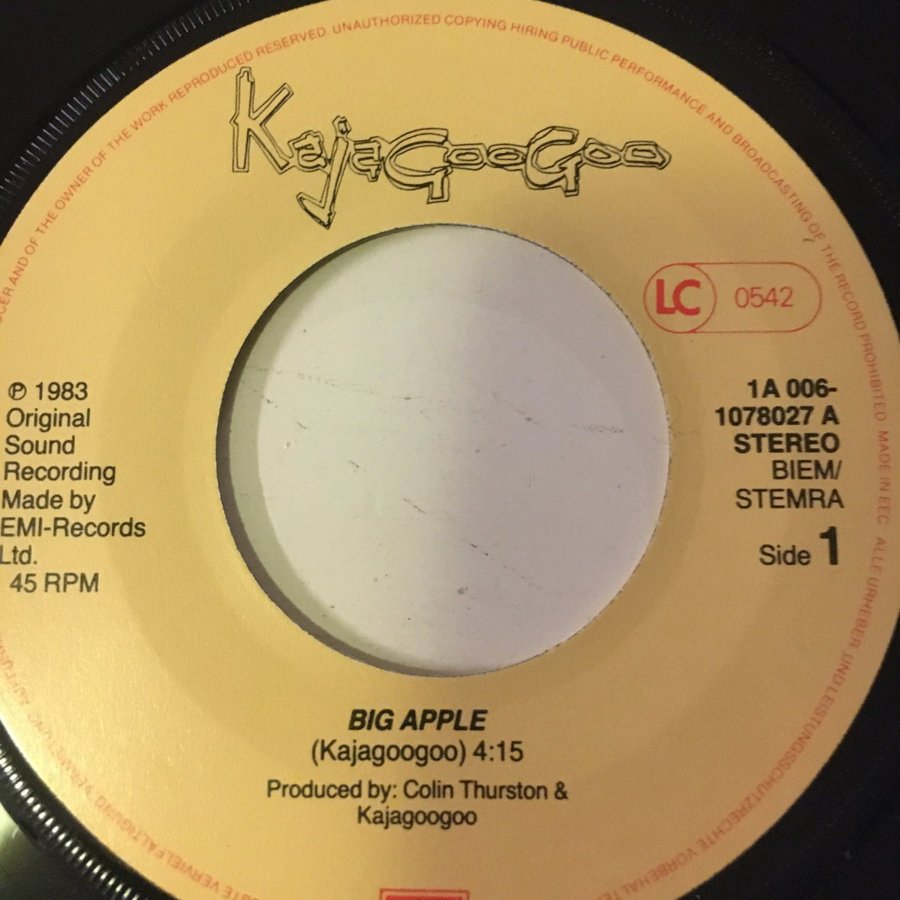 CER AND OF THE OWNER OF THE WORK REPRODUCED RESERVED UNAUTHORIZED COPYING HIRING PUBLIC PERFORMANCE AND BROADCASTING OF THE RECORD PROHIBITED MADE IN EEC ALLE URHEBER UND LEISTUNGSSCHUTZRECHTE VORBEHALTEN
KajaGooGoo
LC 0542
℗ 1983
Original
Sound
Recording
Made by
EMI-Records
Ltd.
45 RPM
1A 006-
1078027 A
STEREO
BIEM/
STEMRA
Side 1
BIG APPLE
(Kajagoogoo) 4:15
Produced by: Colin Thurston &
Kajagoogoo